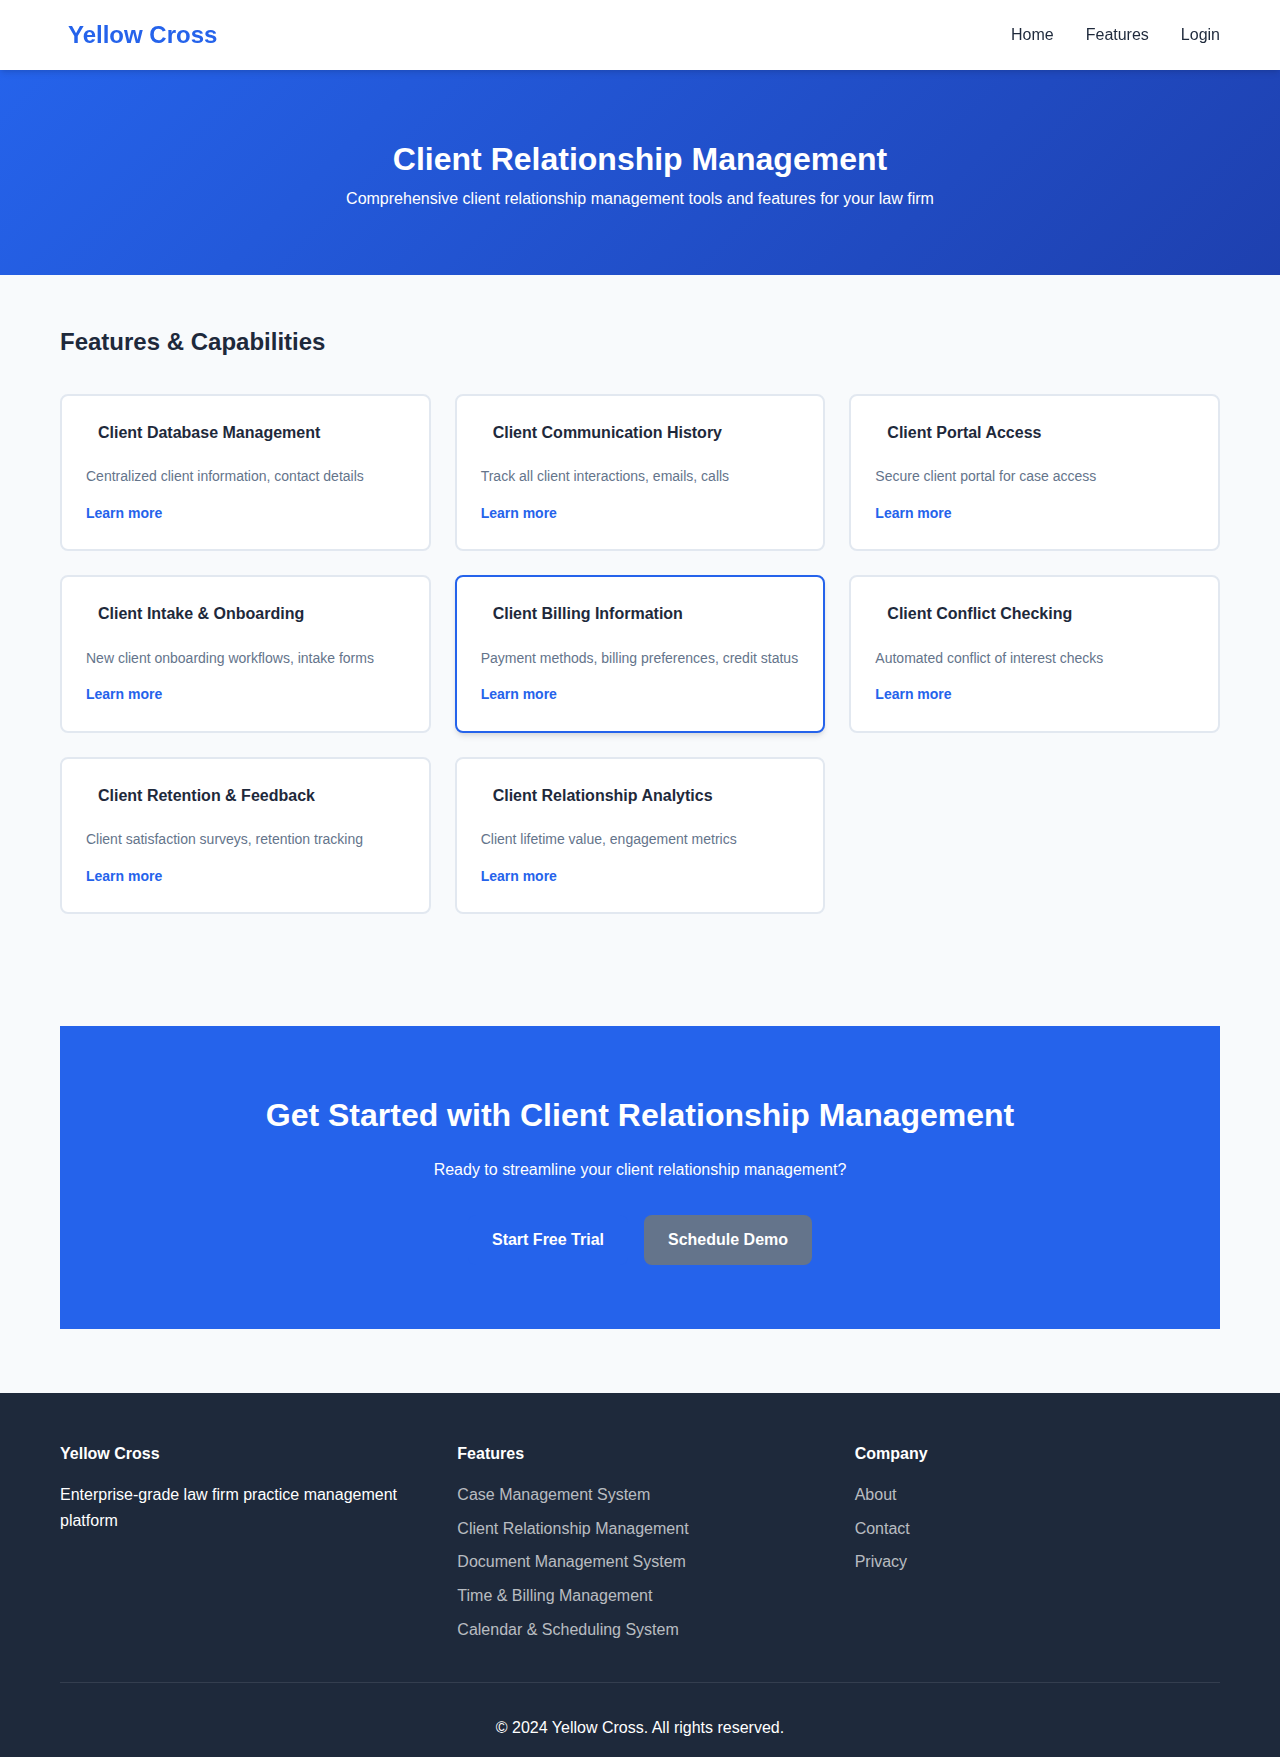 Yellow Cross
Home Features Login
Client Relationship Management
Comprehensive client relationship management tools and features for your law firm
Features & Capabilities
Client Database Management
Centralized client information, contact details
Learn more
Client Communication History
Track all client interactions, emails, calls
Learn more
Client Portal Access
Secure client portal for case access
Learn more
Client Intake & Onboarding
New client onboarding workflows, intake forms
Learn more
Client Billing Information
Payment methods, billing preferences, credit status
Learn more
Client Conflict Checking
Automated conflict of interest checks
Learn more
Client Retention & Feedback
Client satisfaction surveys, retention tracking
Learn more
Client Relationship Analytics
Client lifetime value, engagement metrics
Learn more
Get Started with Client Relationship Management
Ready to streamline your client relationship management?
Start Free Trial
Schedule Demo
Yellow Cross
Enterprise-grade law firm practice management
platform
Features
Case Management System
Client Relationship Management
Document Management System
Time & Billing Management
Calendar & Scheduling System
Company
About
Contact
Privacy
© 2024 Yellow Cross. All rights reserved.